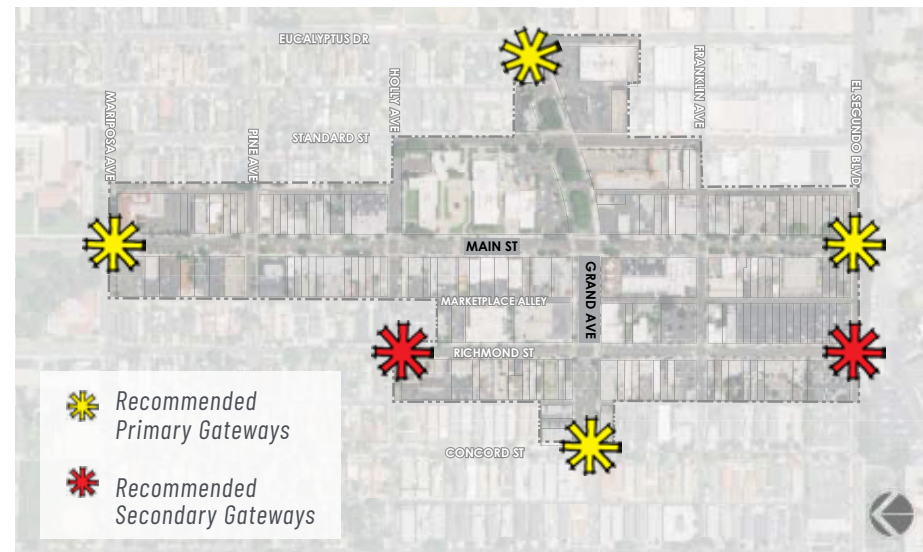 EUCALYPTUS DR
MARIPOSA AVE
PINE AVE
HOLLY AVE
FRANKLIN AVE
EL SEGUNDO BLVD
STANDARD ST
MAIN ST
GRAND AVE
MARKETPLACE ALLEY
RICHMOND ST
CONCORD ST
Recommended
Primary Gateways
Recommended
Secondary Gateways